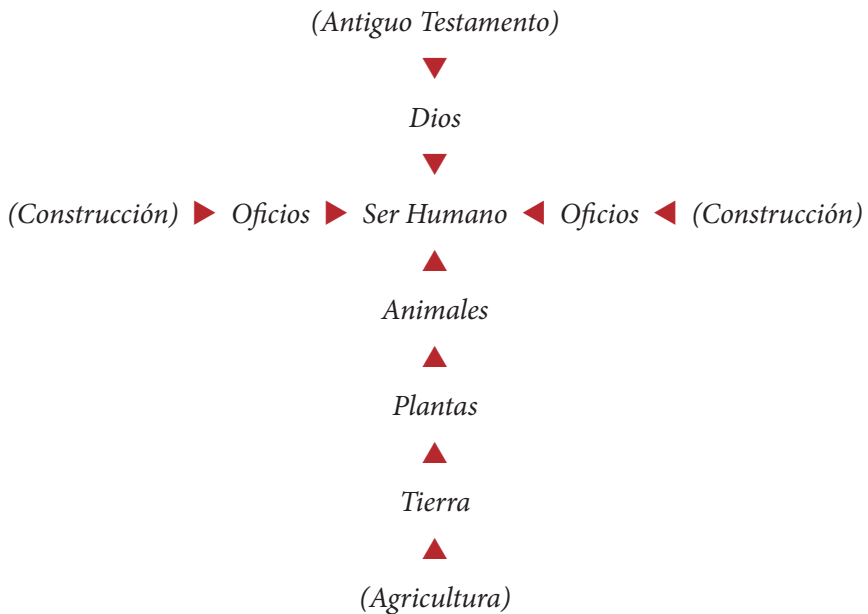 (Antiguo Testamento)
Dios
(Construcción) Oficios Ser Humano Oficios (Construcción)
Animales
Plantas
Tierra
(Agricultura)